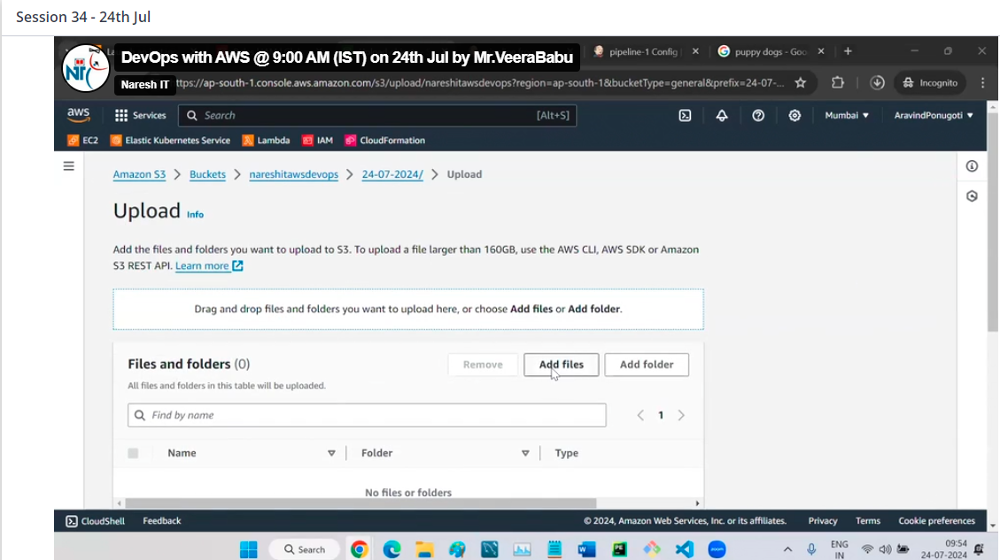 Session 34 - 24th Jul
DevOps with AWS @ 9:00 AM (IST) on 24th Jul by Mr.VeeraBabu
Naresh IT
pipeline-1 Config
puppy dogs - Goo
ttps://ap-south-1.console.aws.amazon.com/s3/upload/nareshitawsdevops?region=ap-south-1&bucketType=general&prefix=24-07-...
Incognito
aws
Services
Search
[Alt+S]
Mumbai
AravindPonugoti
EC2
Elastic Kubernetes Service
Lambda
IAM
CloudFormation
Amazon S3 > Buckets > nareshitawsdevops > 24-07-2024/ > Upload
Upload Info
Add the files and folders you want to upload to S3. To upload a file larger than 160GB, use the AWS CLI, AWS SDK or Amazon
S3 REST API. Learn more
Drag and drop files and folders you want to upload here, or choose Add files or Add folder.
Files and folders (0)
Remove
Add files
Add folder
All files and folders in this table will be uploaded.
Find by name
1
Name
Folder
Type
No files or folders
CloudShell
Feedback
© 2024, Amazon Web Services, Inc. or its affiliates.
Privacy
Terms
Cookie preferences
Search
zoom
ENG
IN
09:54
24-07-2024